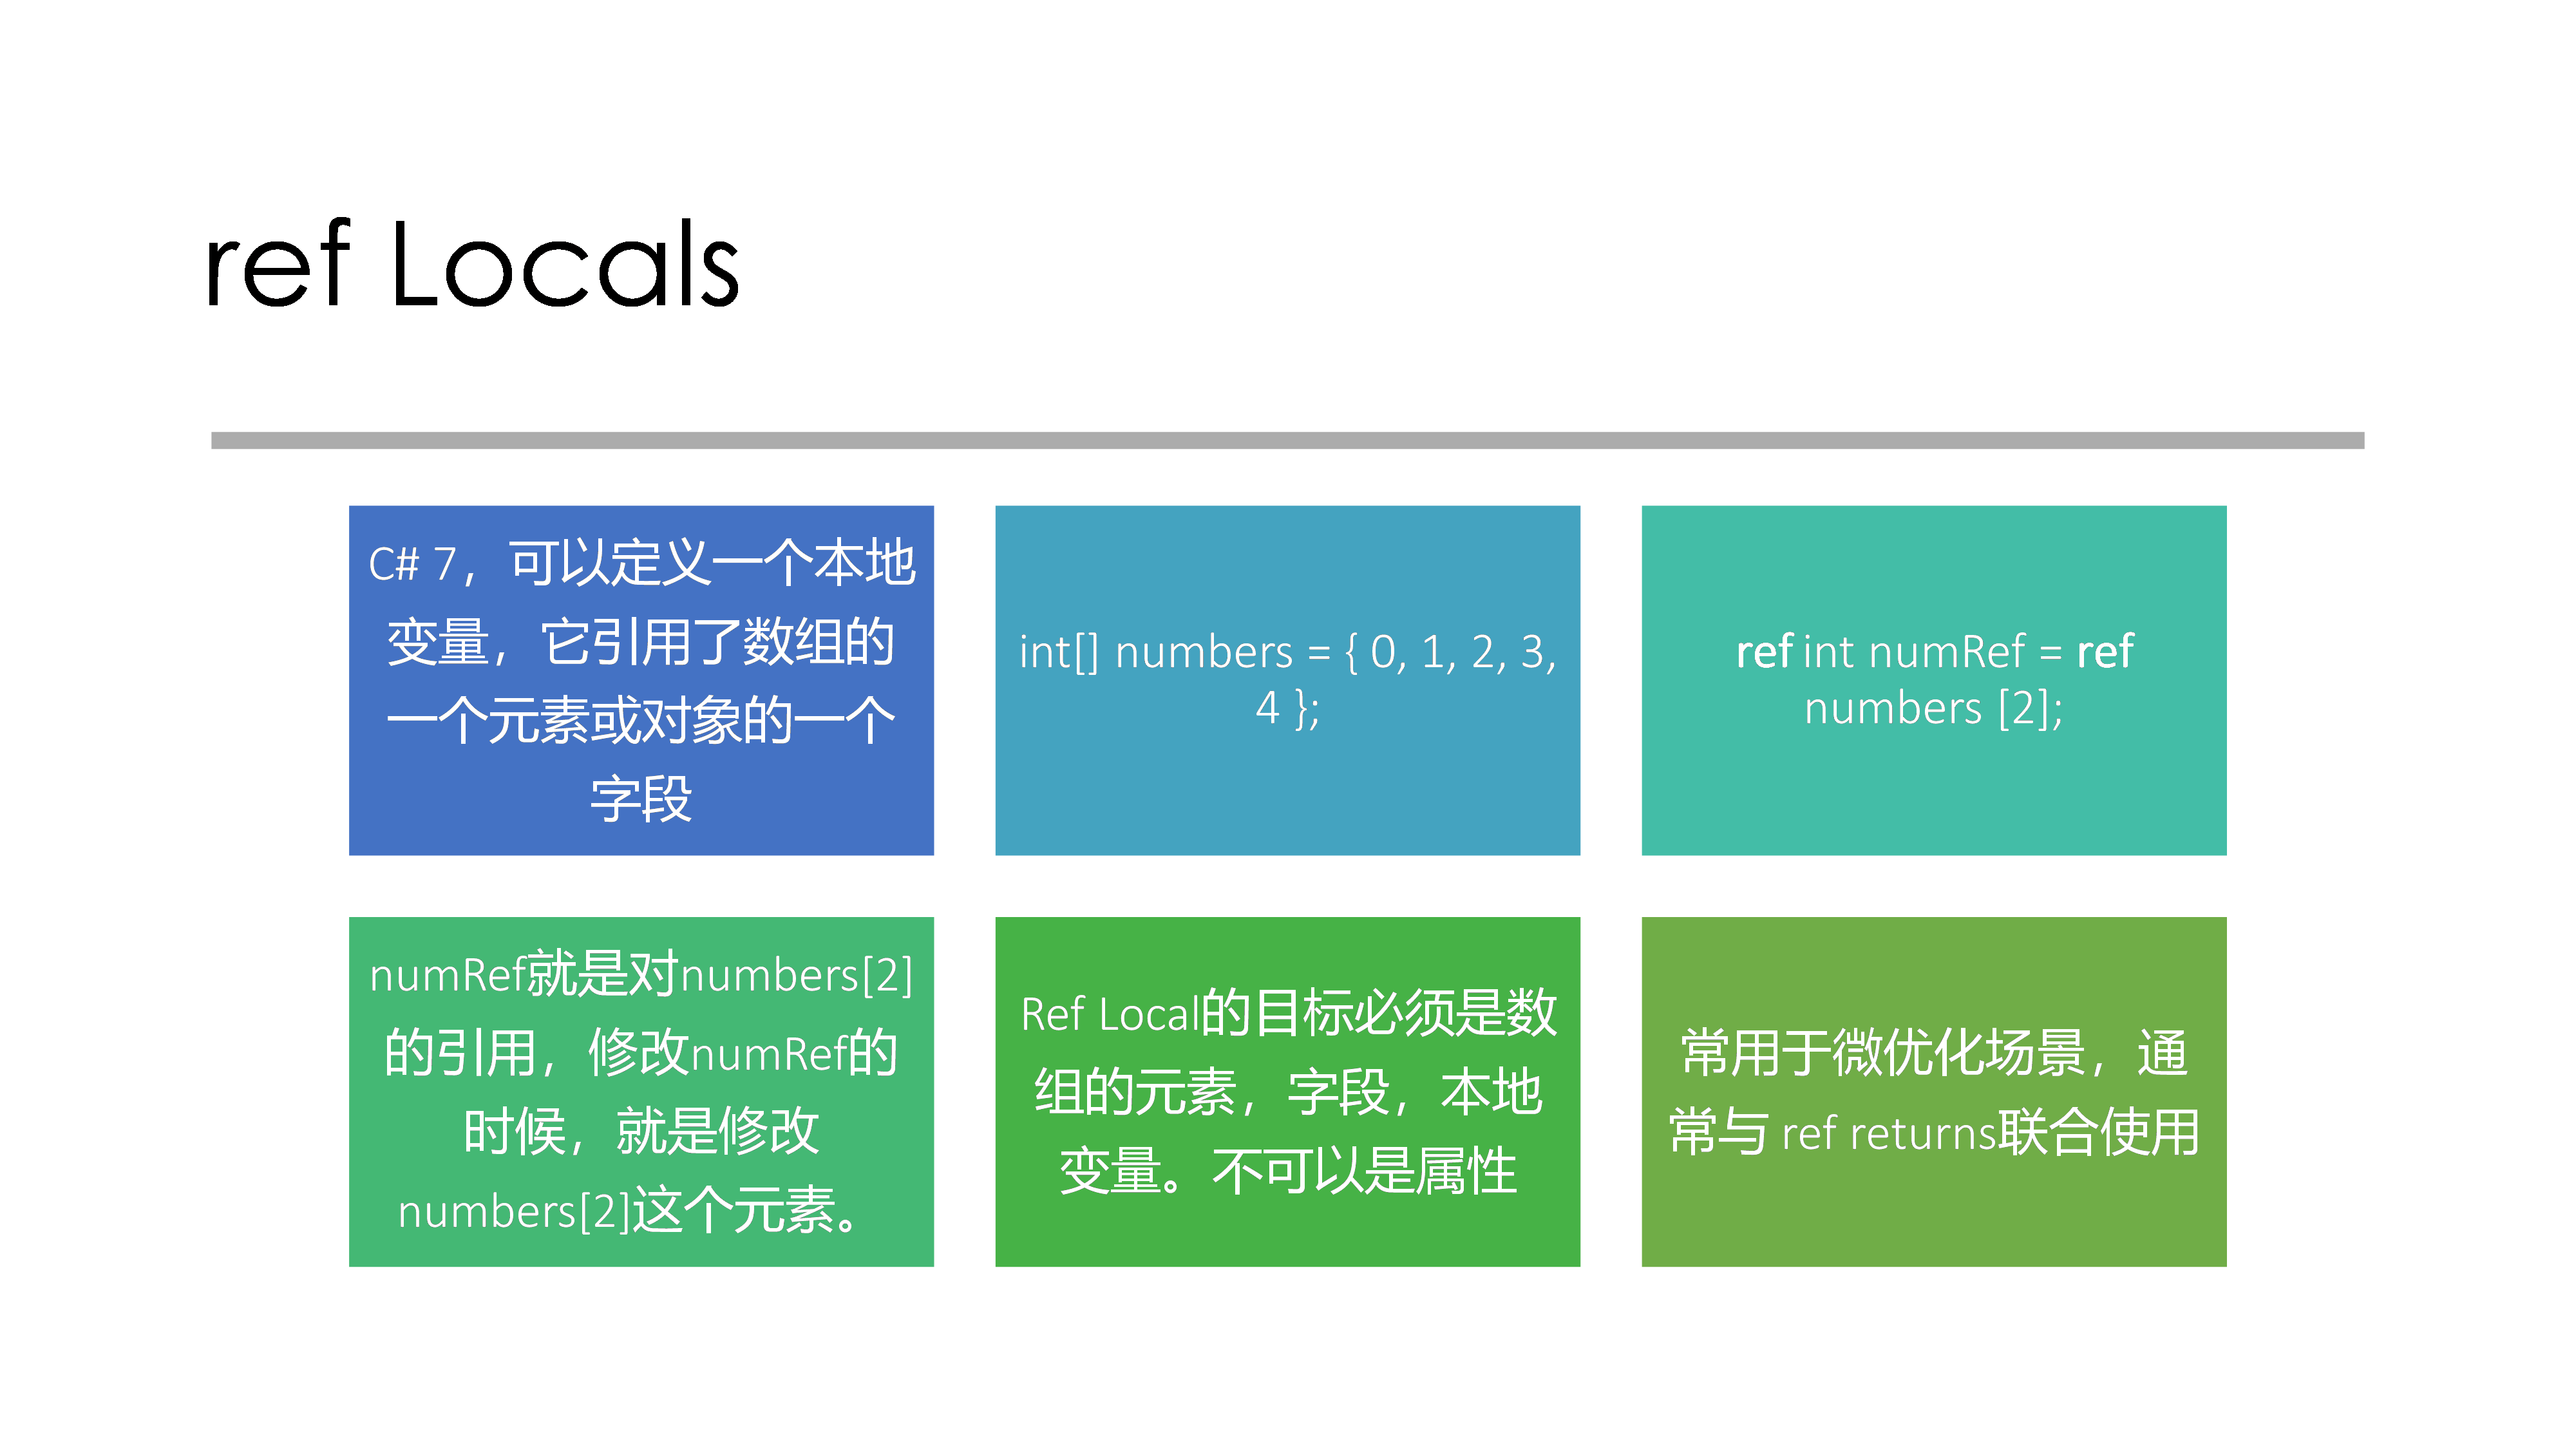 ref Locals
C# 7，可以定义一个本地
变量，它引用了数组的
一个元素或对象的一个
字段
int[] numbers = { 0, 1, 2, 3,
4 };
ref int numRef = ref
numbers [2];
numRef就是对numbers[2]
的引用，修改numRef的
时候，就是修改
numbers[2]这个元素。
Ref Local的目标必须是数
组的元素，字段，本地
变量。不可以是属性
常用于微优化场景，通
常与 ref returns联合使用